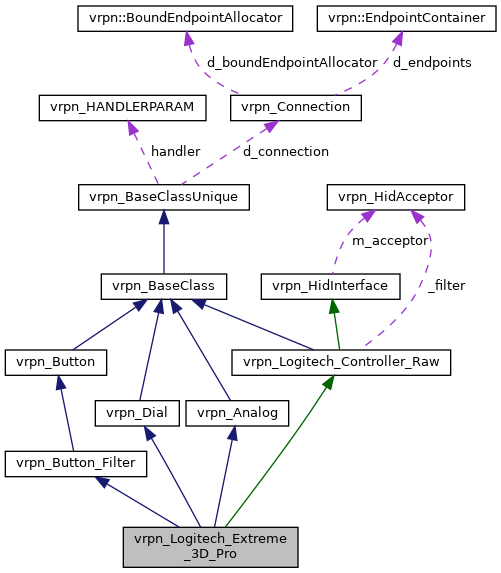 vrpn::BoundEndpointAllocator
vrpn::EndpointContainer
d_boundEndpointAllocator
d_endpoints
vrpn_HANDLERPARAM
vrpn_Connection
handler
d_connection
vrpn_BaseClassUnique
vrpn_HidAcceptor
m_acceptor
_filter
vrpn_BaseClass
vrpn_HidInterface
vrpn_Button
vrpn_Logitech_Controller_Raw
vrpn_Dial
vrpn_Analog
vrpn_Button_Filter
vrpn_Logitech_Extreme
_3D_Pro